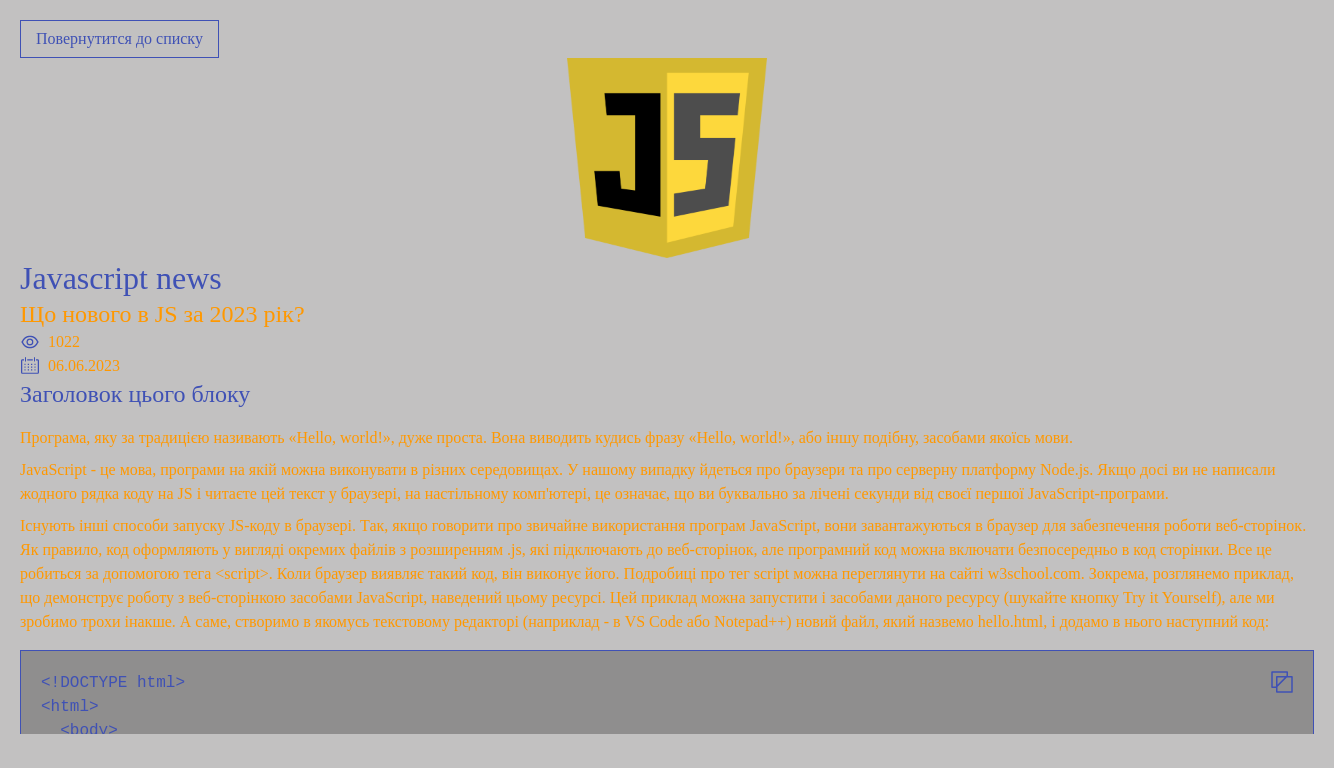 Повернутится до списку
JS
Javascript news
Що нового в JS за 2023 рік?
1022
06.06.2023
Заголовок цього блоку
Програма, яку за традицією називають «Hello, world!», дуже проста. Вона виводить кудись фразу «Hello, world!», або іншу подібну, засобами якоїсь мови.
JavaScript - це мова, програми на якій можна виконувати в різних середовищах. У нашому випадку йдеться про браузери та про серверну платформу Node.js. Якщо досі ви не написали
жодного рядка коду на JS і читаєте цей текст у браузері, на настільному комп'ютері, це означає, що ви буквально за лічені секунди від своєї першої JavaScript-програми.
Існують інші способи запуску JS-коду в браузері. Так, якщо говорити про звичайне використання програм JavaScript, вони завантажуються в браузер для забезпечення роботи веб-сторінок.
Як правило, код оформляють у вигляді окремих файлів з розширенням .js, які підключають до веб-сторінок, але програмний код можна включати безпосередньо в код сторінки. Все це
робиться за допомогою тега <script>. Коли браузер виявляє такий код, він виконує його. Подробиці про тег script можна переглянути на сайті w3school.com. Зокрема, розглянемо приклад,
що демонструє роботу з веб-сторінкою засобами JavaScript, наведений цьому ресурсі. Цей приклад можна запустити і засобами даного ресурсу (шукайте кнопку Try it Yourself), але ми
зробимо трохи інакше. А саме, створимо в якомусь текстовому редакторі (наприклад - в VS Code або Notepad++) новий файл, який назвемо hello.html, і додамо в нього наступний код:
<!DOCTYPE html>
<html>
<body>